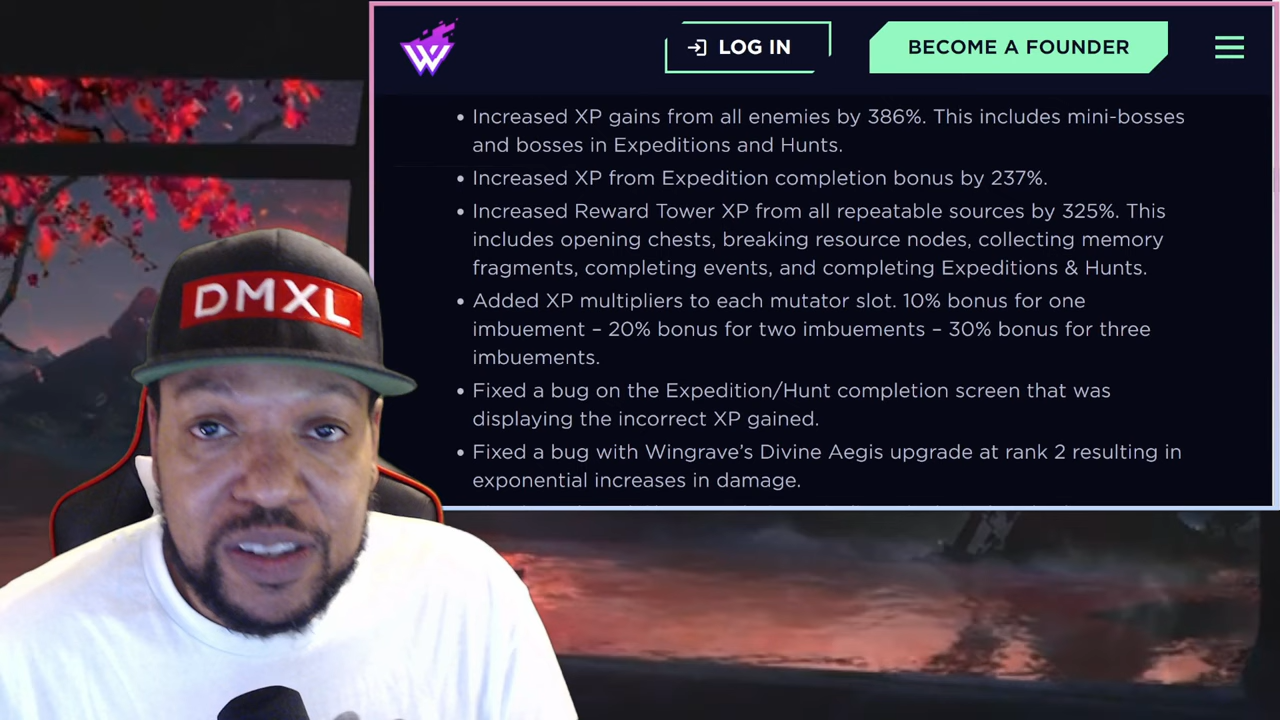 LOG IN
BECOME A FOUNDER
• Increased XP gains from all enemies by 386%. This includes mini-bosses
and bosses in Expeditions and Hunts.
• Increased XP from Expedition completion bonus by 237%.
• Increased Reward Tower XP from all repeatable sources by 325%. This
includes opening chests, breaking resource nodes, collecting memory
fragments, completing events, and completing Expeditions & Hunts.
• Added XP multipliers to each mutator slot. 10% bonus for one
imbuement – 20% bonus for two imbuements – 30% bonus for three
imbuements.
• Fixed a bug on the Expedition/Hunt completion screen that was
displaying the incorrect XP gained.
• Fixed a bug with Wingrave’s Divine Aegis upgrade at rank 2 resulting in
exponential increases in damage.
DMXL